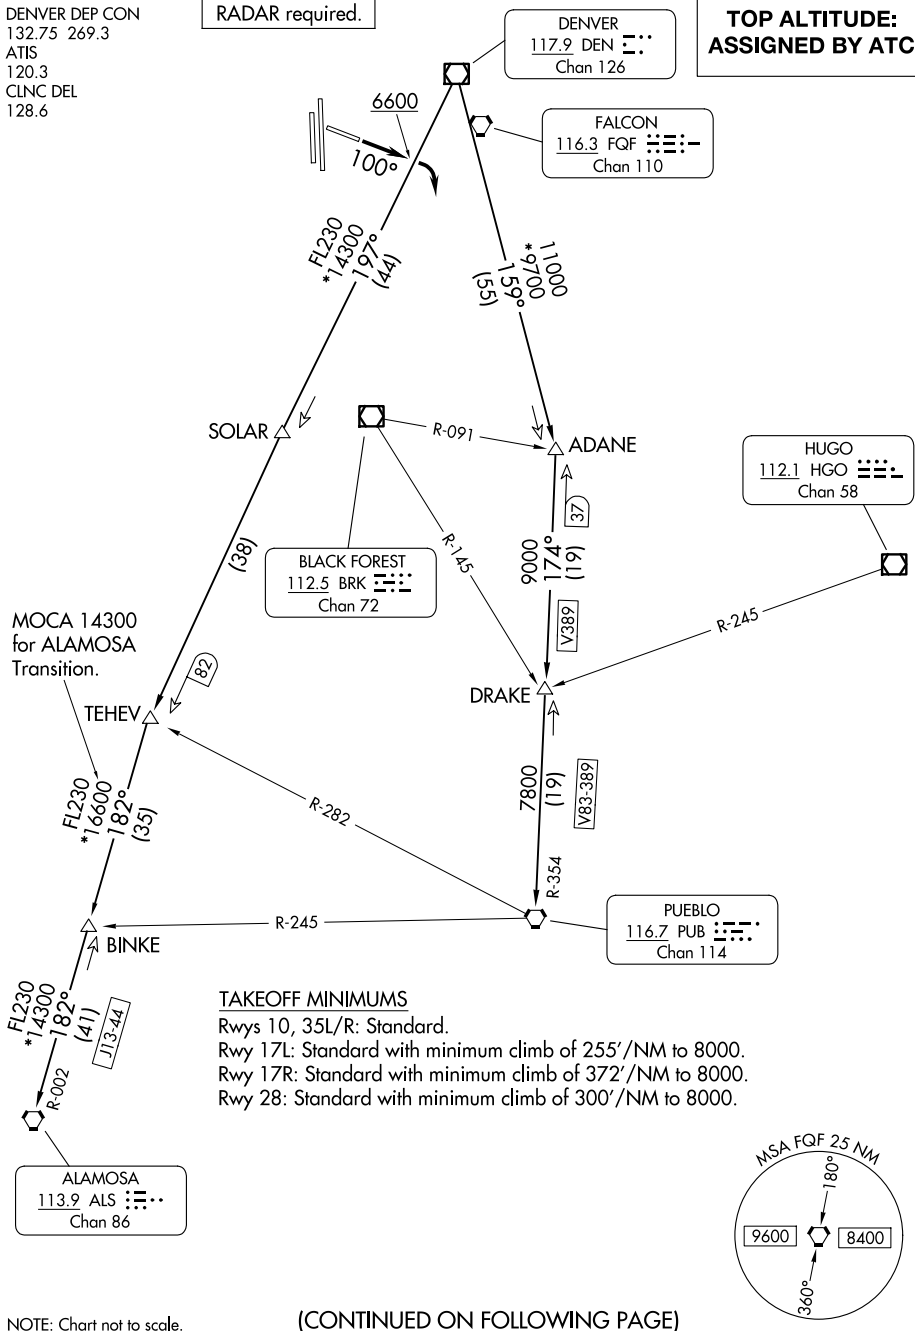 DENVER DEP CON
132.75 269.3
ATIS
120.3
CLNC DEL
128.6
RADAR required.
TOP ALTITUDE:
ASSIGNED BY ATC
DENVER
117.9 DEN
Chan 126
FALCON
116.3 FQF
Chan 110
6600
100°
FL230
*14300
197°
(44)
11000
*9700
159°
(55)
SOLAR
R-091
ADANE
HUGO
112.1 HGO
Chan 58
37
(38)
BLACK FOREST
112.5 BRK
Chan 72
R-145
9000
174°
(19)
V389
R-245
MOCA 14300
for ALAMOSA
Transition.
82
TEHEV
DRAKE
FL230
*16600
182°
(35)
R-282
7800
(19)
V83-389
R-354
PUEBLO
116.7 PUB
Chan 114
R-245
BINKE
FL230
*14300
182°
(41)
J13-44
R-002
TAKEOFF MINIMUMS
Rwys 10, 35L/R: Standard.
Rwy 17L: Standard with minimum climb of 255'/NM to 8000.
Rwy 17R: Standard with minimum climb of 372'/NM to 8000.
Rwy 28: Standard with minimum climb of 300'/NM to 8000.
ALAMOSA
113.9 ALS
Chan 86
MSA FQF 25 NM
180°
9600
8400
360°
NOTE: Chart not to scale.
(CONTINUED ON FOLLOWING PAGE)